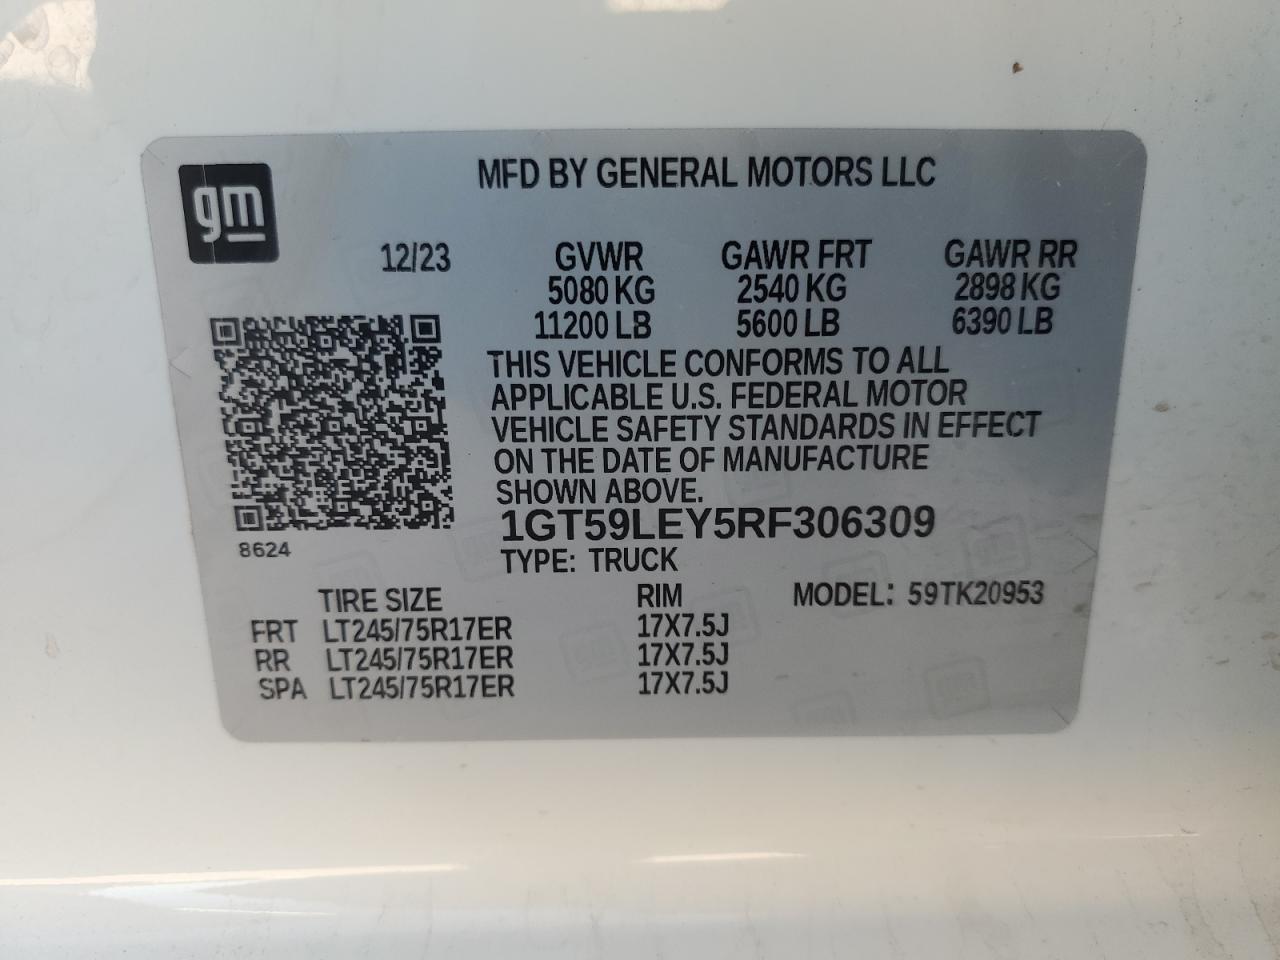 gm
MFD BY GENERAL MOTORS LLC
12/23 GVWR GAWR FRT GAWR RR
5080 KG 2540 KG 2898 KG
11200 LB 5600 LB 6390 LB
THIS VEHICLE CONFORMS TO ALL
APPLICABLE U.S. FEDERAL MOTOR
VEHICLE SAFETY STANDARDS IN EFFECT
ON THE DATE OF MANUFACTURE
SHOWN ABOVE.
1GT59LEY5RF306309
8624
TYPE: TRUCK
TIRE SIZE RIM MODEL: 59TK20953
FRT LT245/75R17ER 17X7.5J
RR LT245/75R17ER 17X7.5J
SPA LT245/75R17ER 17X7.5J